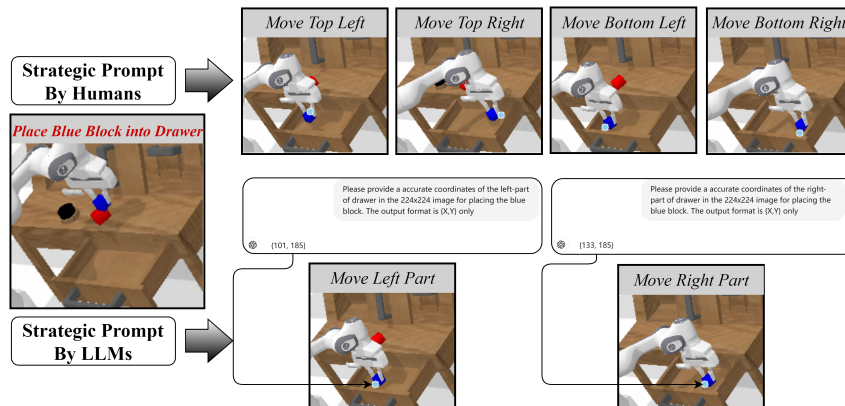 Move Top Left
Move Top Right
Move Bottom Left
Move Bottom Right
Strategic Prompt
By Humans
Place Blue Block into Drawer
Please provide a accurate coordinates of the left-part
of drawer in the 224x224 image for placing the blue
block. The output format is (X,Y) only
(101, 185)
Please provide a accurate coordinates of the right-
part of drawer in the 224x224 image for placing the
blue block. The output format is (X,Y) only
(133, 185)
Move Left Part
Move Right Part
Strategic Prompt
By LLMs